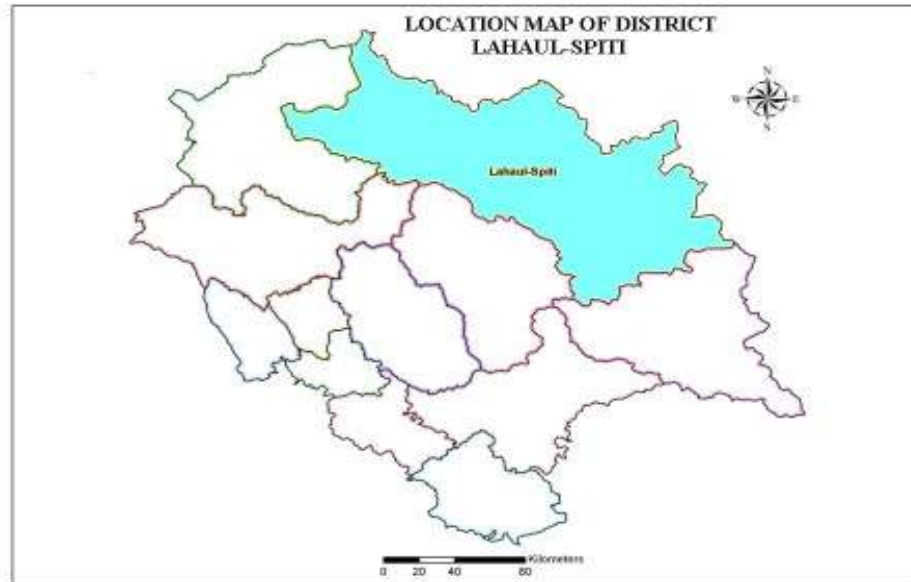 LOCATION MAP OF DISTRICT
LAHAUL-SPITI
N
W E
N
Lahaul-Spiti
Kilometers
0 20 40 80